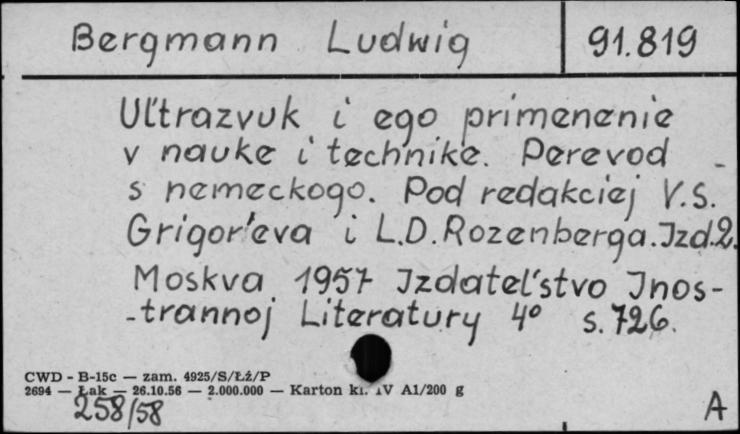 Bergmann Ludwig 91.819
Ul'trazvuk i ego primenenie
v nauke i technike. Perevod
s nemeckogo. Pod redakciej V.S.
Grigor'eva i L.D. Rozenberga. Izd. 2.
Moskva 1957 Izdatel'stvo Inos-
-trannoj Literatury 4° s. 726.
CWD - B-15c — zam. 4925/S/Łź/P
2694 — Łak — 26.10.56 — 2.000.000 — Karton kl. IV A1/200 g
258/58
A